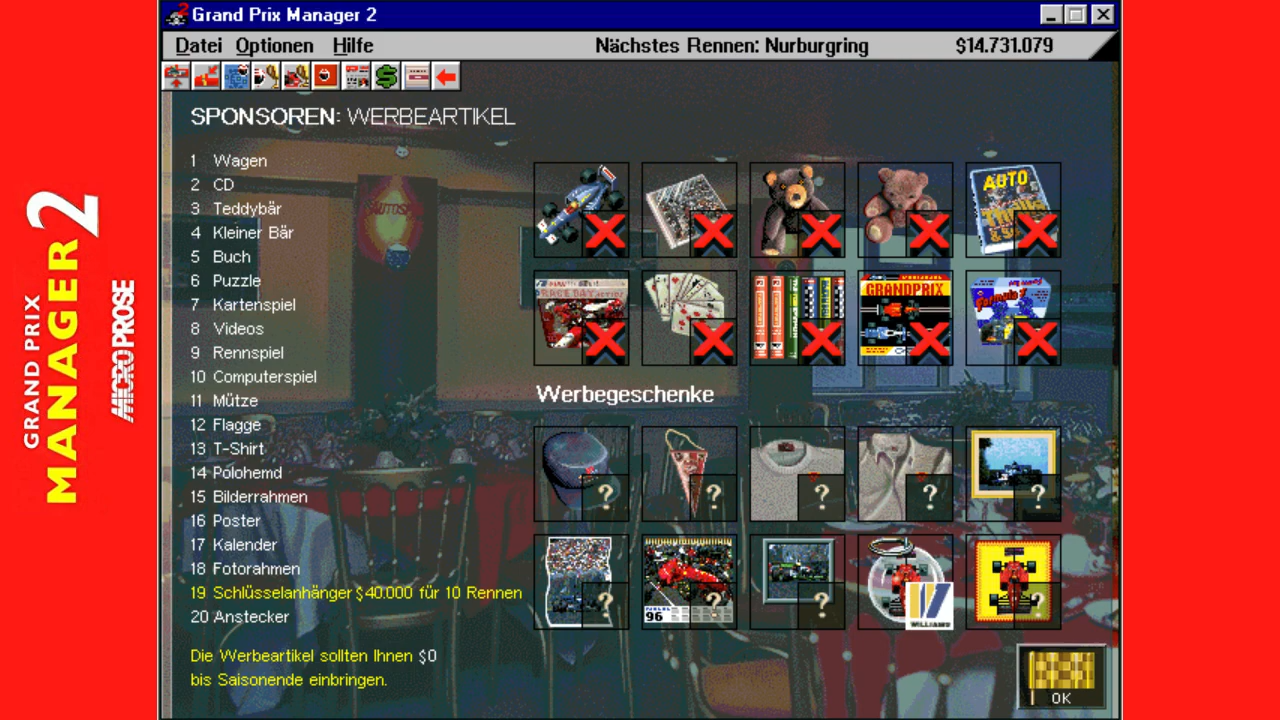 Grand Prix Manager 2
Datei Optionen Hilfe Nächstes Rennen: Nurburgring $14.731.079
GRAND PRIX
MANAGER 2
MICROPROSE
SPONSOREN: WERBEARTIKEL
1 Wagen
2 CD
3 Teddybär
4 Kleiner Bär
5 Buch
6 Puzzle
7 Kartenspiel
8 Videos
9 Rennspiel
10 Computerspiel
11 Mütze
12 Flagge
13 T-Shirt
14 Polohemd
15 Bilderrahmen
16 Poster
17 Kalender
18 Fotorahmen
19 Schlüsselanhänger $40.000 für 10 Rennen
20 Anstecker
Die Werbeartikel sollten Ihnen $0
bis Saisonende einbringen.
AUTO
GRANDPRIX
Formula 1
Werbegeschenke
? ? ? ? ?
? ? ? ?
96
WILLIAMS
OK